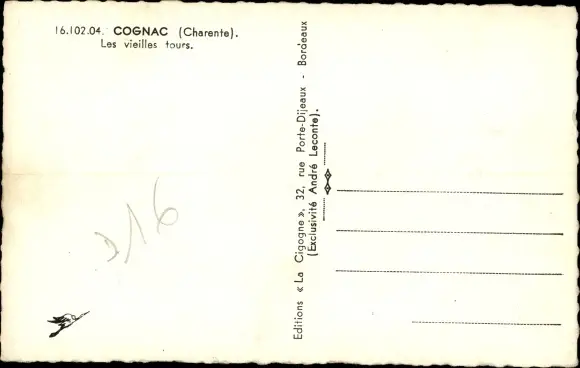 16.102.04. COGNAC (Charente).
Les vieilles tours.
Editions « La Cigogne », 32, rue Porte-Dijeaux - Bordeaux
(Exclusivité André Leconte).